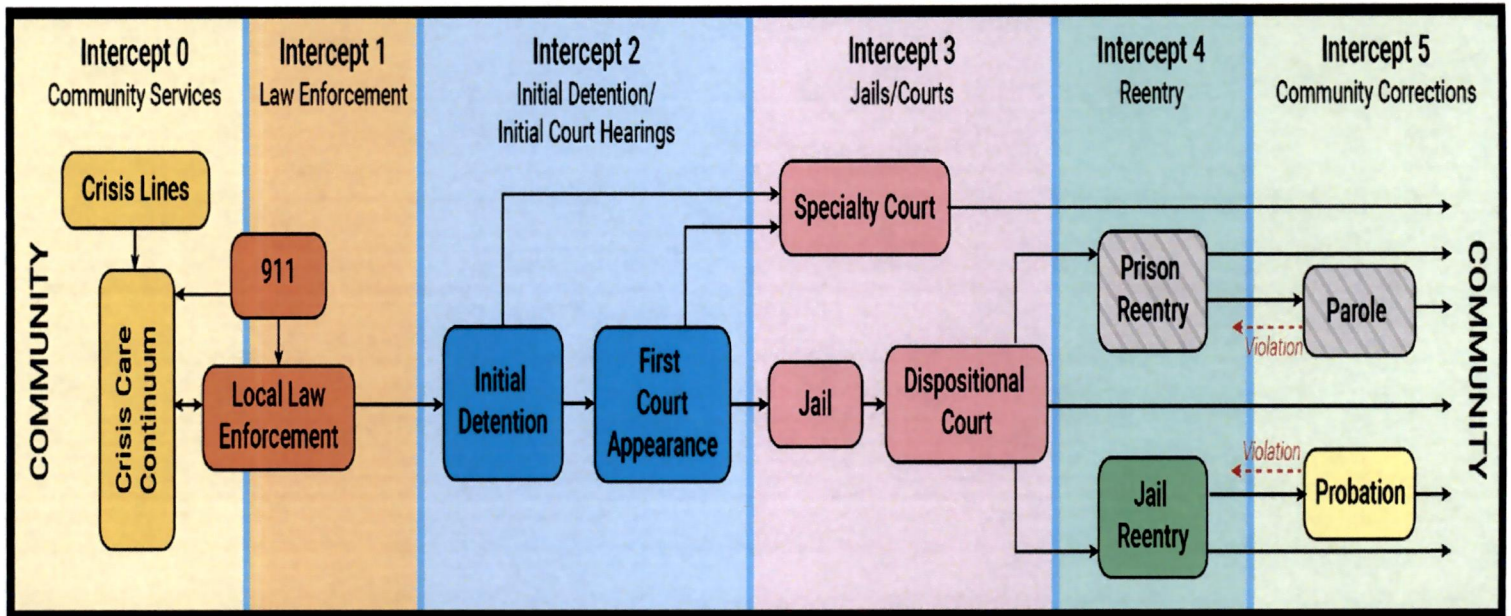 Intercept 0
Community Services
Intercept 1
Law Enforcement
Intercept 2
Initial Detention/
Initial Court Hearings
Intercept 3
Jails/Courts
Intercept 4
Reentry
Intercept 5
Community Corrections
COMMUNITY
Crisis Lines
Crisis Care
Continuum
911
Local Law
Enforcement
Initial
Detention
First
Court
Appearance
Specialty Court
Jail
Dispositional
Court
Prison
Reentry
Parole
Violation
Violation
Jail
Reentry
Probation
COMMUNITY